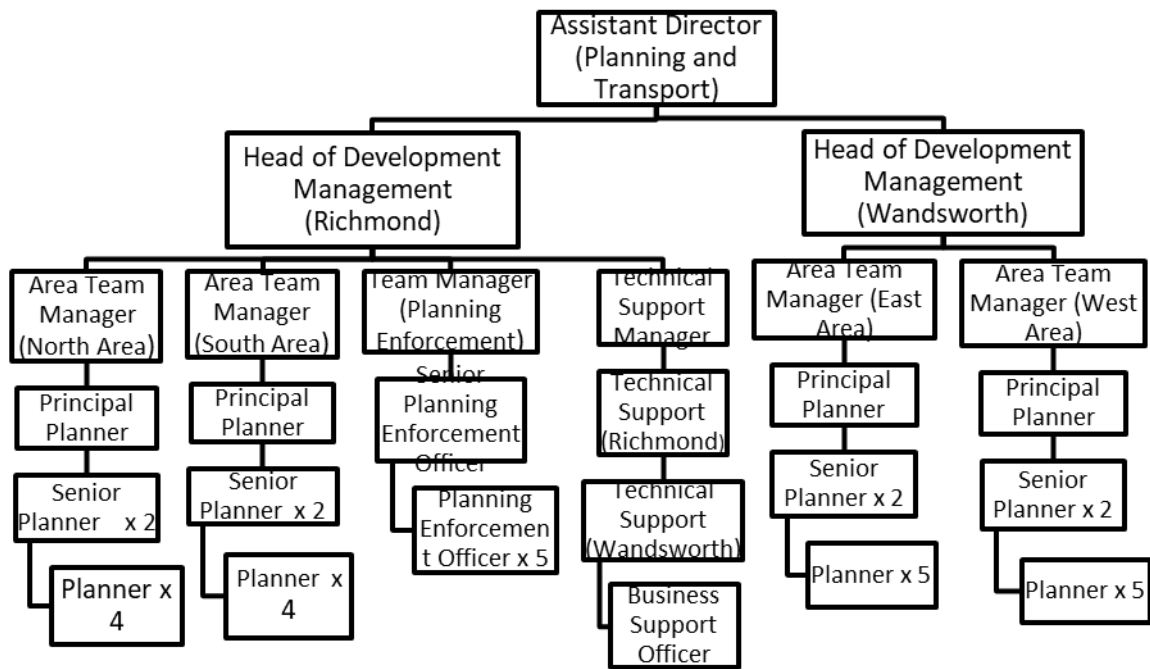 Assistant Director
(Planning and
Transport)
Head of Development
Management
(Richmond)
Head of Development
Management
(Wandsworth)
Area Team
Manager
(North Area)
Area Team
Manager
(South Area)
Team Manager
(Planning
Enforcement)
Technical
Support
Manager
Area Team
Manager (East
Area)
Area Team
Manager (West
Area)
Principal
Planner
Principal
Planner
Senior
Planning
Enforcement
Officer
Technical
Support
(Richmond)
Principal
Planner
Principal
Planner
Senior
Planner x 2
Senior
Planner x 2
Planning
Enforcemen
t Officer x 5
Technical
Support
(Wandsworth)
Senior
Planner x 2
Senior
Planner x 2
Planner x
4
Planner x
4
Business
Support
Officer
Planner x 5
Planner x 5